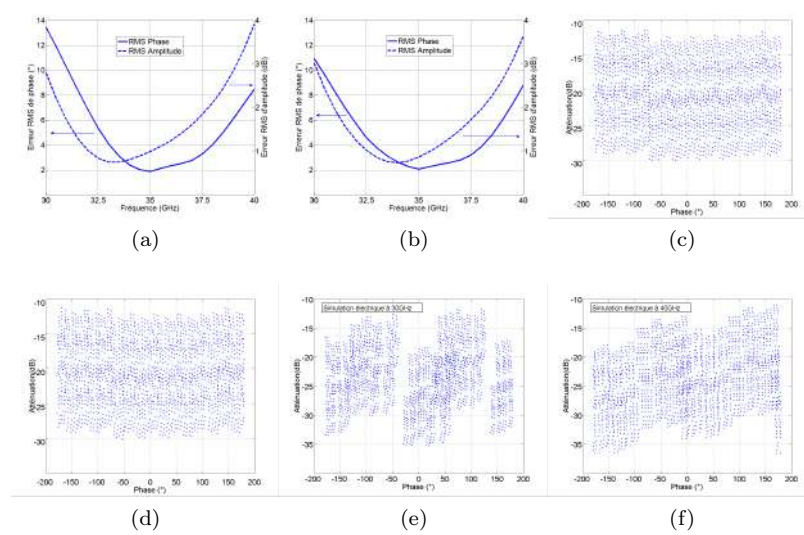 14
12
10
8
6
4
2
4
3
2
1
RMS Phase
RMS Amplitude
Erreur RMS de phase (°)
Erreur RMS d'amplitude (dB)
30
32.5
35
37.5
40
Fréquence (GHz)
(a)
14
12
10
8
6
4
2
4
3
2
1
RMS Phase
RMS Amplitude
Erreur RMS de phase (°)
Erreur RMS d'amplitude (dB)
30
32.5
35
37.5
40
Fréquence (GHz)
(b)
-10
-15
-20
-25
-30
Atténuation(dB)
-200 -150 -100 -50 0 50 100 150 200
Phase (°)
(c)
-10
-15
-20
-25
-30
Atténuation(dB)
-200 -150 -100 -50 0 50 100 150 200
Phase (°)
(d)
Simulation électrique à 30GHz
-10
-15
-20
-25
-30
-35
-40
Atténuation(dB)
-200 -150 -100 -50 0 50 100 150 200
Phase (°)
(e)
Simulation électrique à 40GHz
-10
-15
-20
-25
-30
-35
-40
Atténuation(dB)
-200 -150 -100 -50 0 50 100 150 200
Phase (°)
(f)